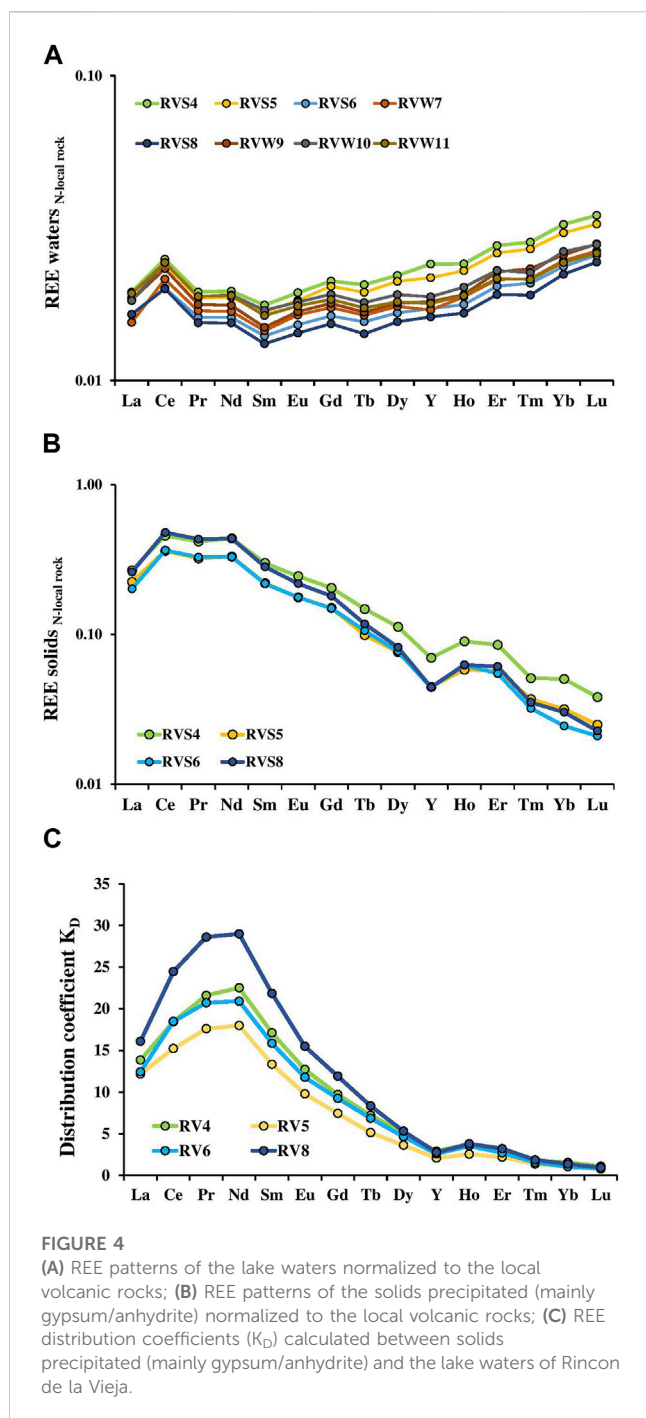 A
0.10
RVS4 RVS5 RVS6 RVW7
RVS8 RVW9 RVW10 RVW11
REE waters N-local rock
0.01
La Ce Pr Nd Sm Eu Gd Tb Dy Y Ho Er Tm Yb Lu
B
1.00
REE solids N-local rock
0.10
RVS4 RVS5
RVS6 RVS8
0.01
La Ce Pr Nd Sm Eu Gd Tb Dy Y Ho Er Tm Yb Lu
C
35
30
25
20
15
10
5
0
Distribution coefficient KD
RV4 RV5
RV6 RV8
La Ce Pr Nd Sm Eu Gd Tb Dy Y Ho Er Tm Yb Lu
FIGURE 4
(A) REE patterns of the lake waters normalized to the local
volcanic rocks; (B) REE patterns of the solids precipitated (mainly
gypsum/anhydrite) normalized to the local volcanic rocks; (C) REE
distribution coefficients (KD) calculated between solids
precipitated (mainly gypsum/anhydrite) and the lake waters of Rincon
de la Vieja.